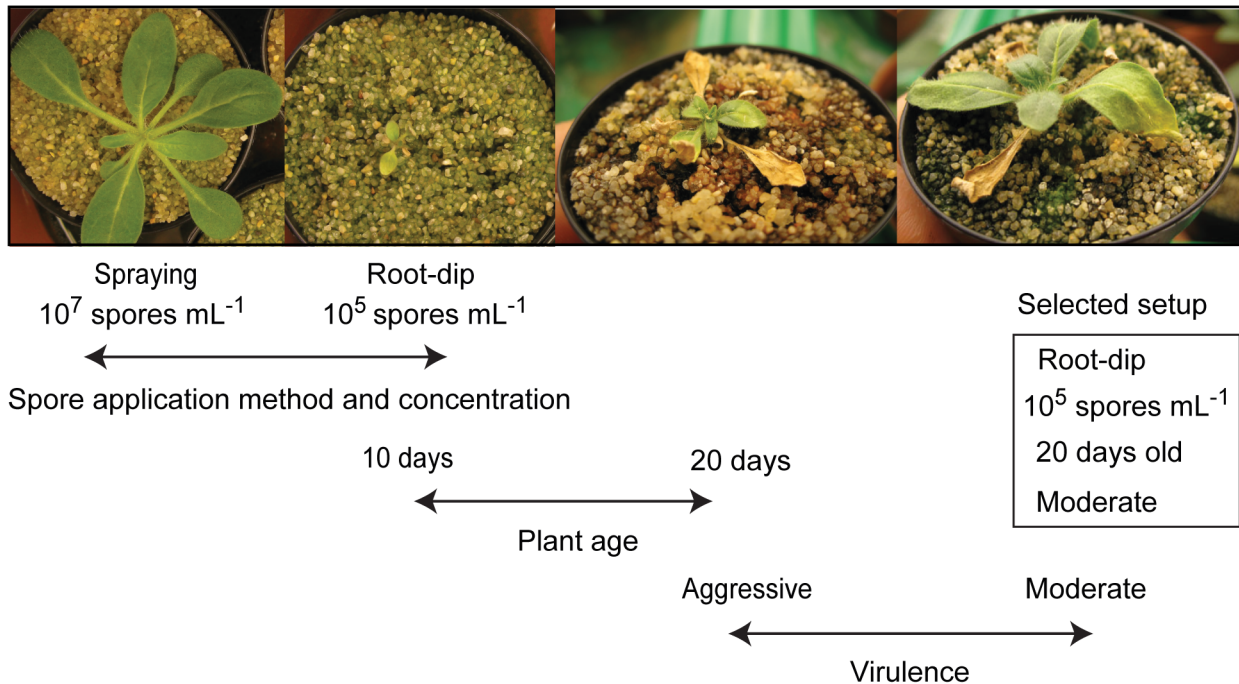 Spraying
10⁷ spores mL⁻¹
Root-dip
10⁵ spores mL⁻¹
Spore application method and concentration
10 days
20 days
Plant age
Aggressive
Moderate
Virulence
Selected setup
Root-dip
10⁵ spores mL⁻¹
20 days old
Moderate